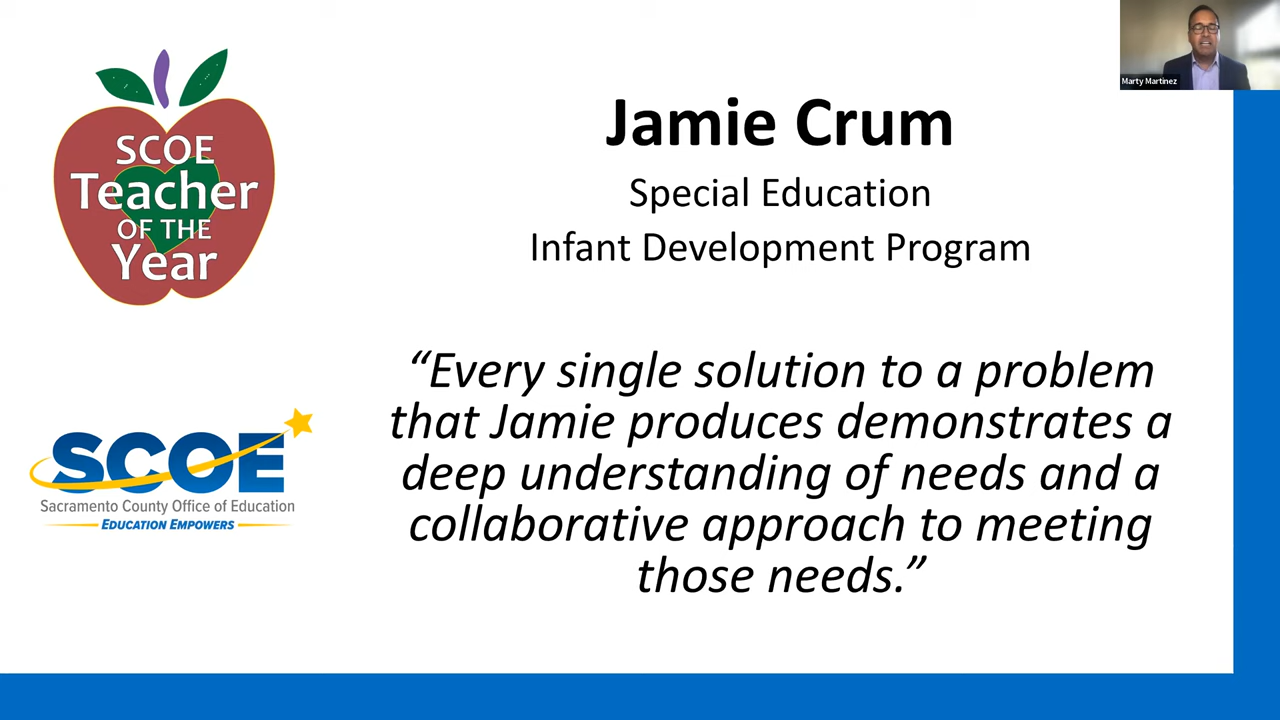 SCOE
Teacher
OF THE
Year
Marty Martinez
Jamie Crum
Special Education
Infant Development Program
“Every single solution to a problem
that Jamie produces demonstrates a
deep understanding of needs and a
collaborative approach to meeting
those needs.”
SCOE
Sacramento County Office of Education
EDUCATION EMPOWERS